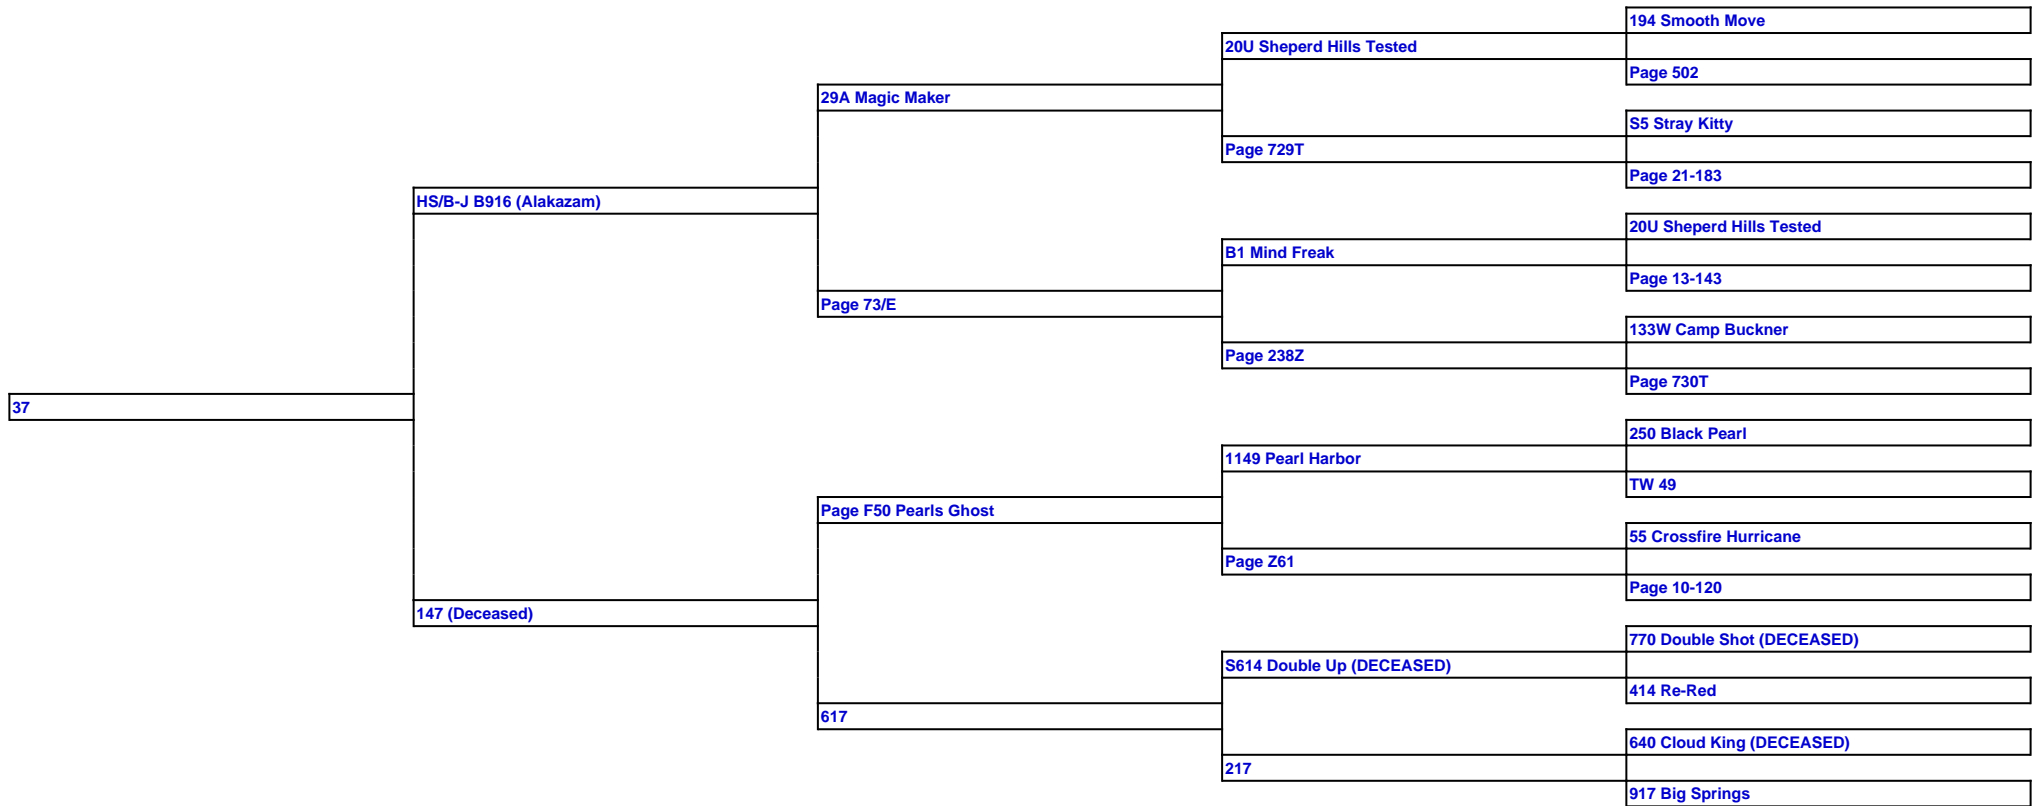 194 Smooth Move
20U Sheperd Hills Tested
Page 502
29A Magic Maker
S5 Stray Kitty
Page 729T
Page 21-183
HS/B-J B916 (Alakazam)
20U Sheperd Hills Tested
B1 Mind Freak
Page 13-143
Page 73/E
133W Camp Buckner
Page 238Z
Page 730T
37
250 Black Pearl
1149 Pearl Harbor
TW 49
Page F50 Pearls Ghost
55 Crossfire Hurricane
Page Z61
Page 10-120
147 (Deceased)
770 Double Shot (DECEASED)
S614 Double Up (DECEASED)
414 Re-Red
617
640 Cloud King (DECEASED)
217
917 Big Springs